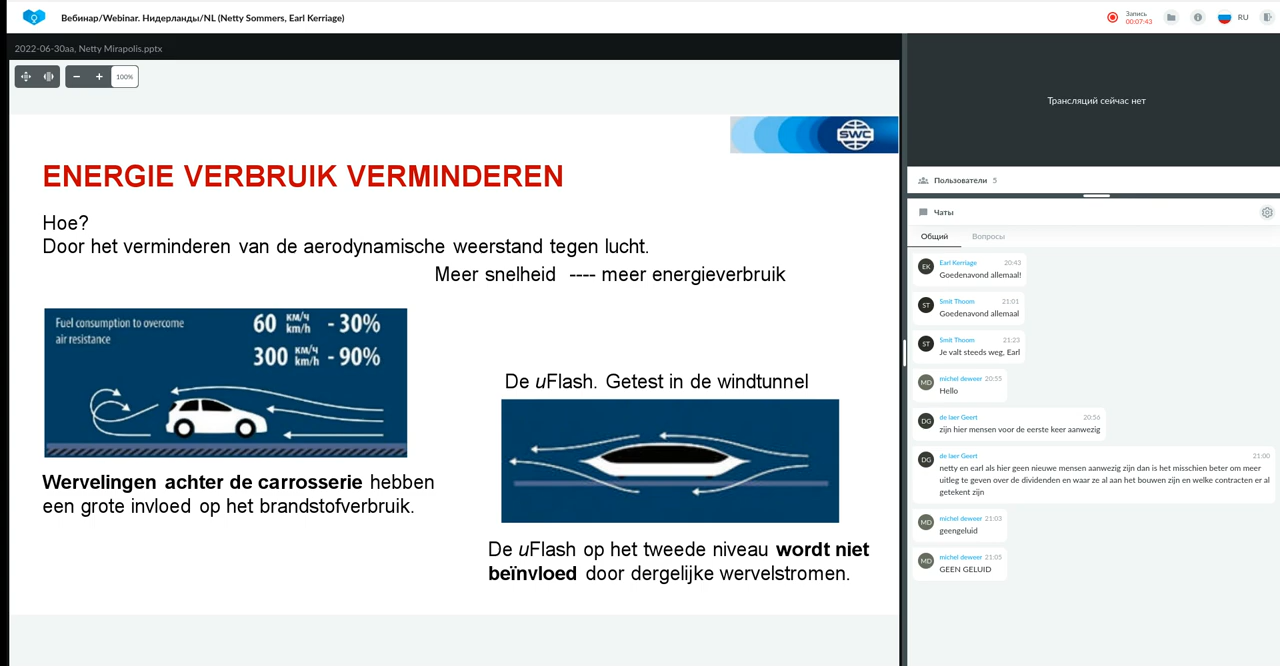 Вебинар/Webinar. Нидерланды/NL (Netty Sommers, Earl Kerriage)
Запись
00:07:43
RU
2022-06-30aa, Netty Mirapolis.pptx
100%
SWC
ENERGIE VERBRUIK VERMINDEREN
Hoe?
Door het verminderen van de aerodynamische weerstand tegen lucht.
Meer snelheid ---- meer energieverbruik
Fuel consumption to overcome
air resistance
60 км/ч km/h - 30%
300 км/ч km/h - 90%
Wervelingen achter de carrosserie hebben
een grote invloed op het brandstofverbruik.
De uFlash. Getest in de windtunnel
De uFlash op het tweede niveau wordt niet
beïnvloed door dergelijke wervelstromen.
Трансляций сейчас нет
Пользователи 5
Чаты
Общий Вопросы
EK Earl Kerriage 20:43
Goedenavond allemaal!
ST Smit Thoom 21:01
Goedenavond allemaal
ST Smit Thoom 21:23
Je valt steeds weg, Earl
MD michel deweer 20:55
Hello
DG de laer Geert 20:56
zijn hier mensen voor de eerste keer aanwezig
DG de laer Geert 21:00
netty en earl als hier geen nieuwe mensen aanwezig zijn dan is het misschien beter om meer
uitleg te geven over de dividenden en waar ze al aan het bouwen zijn en welke contracten er al
getekent zijn
MD michel deweer 21:03
geengeluid
MD michel deweer 21:05
GEEN GELUID